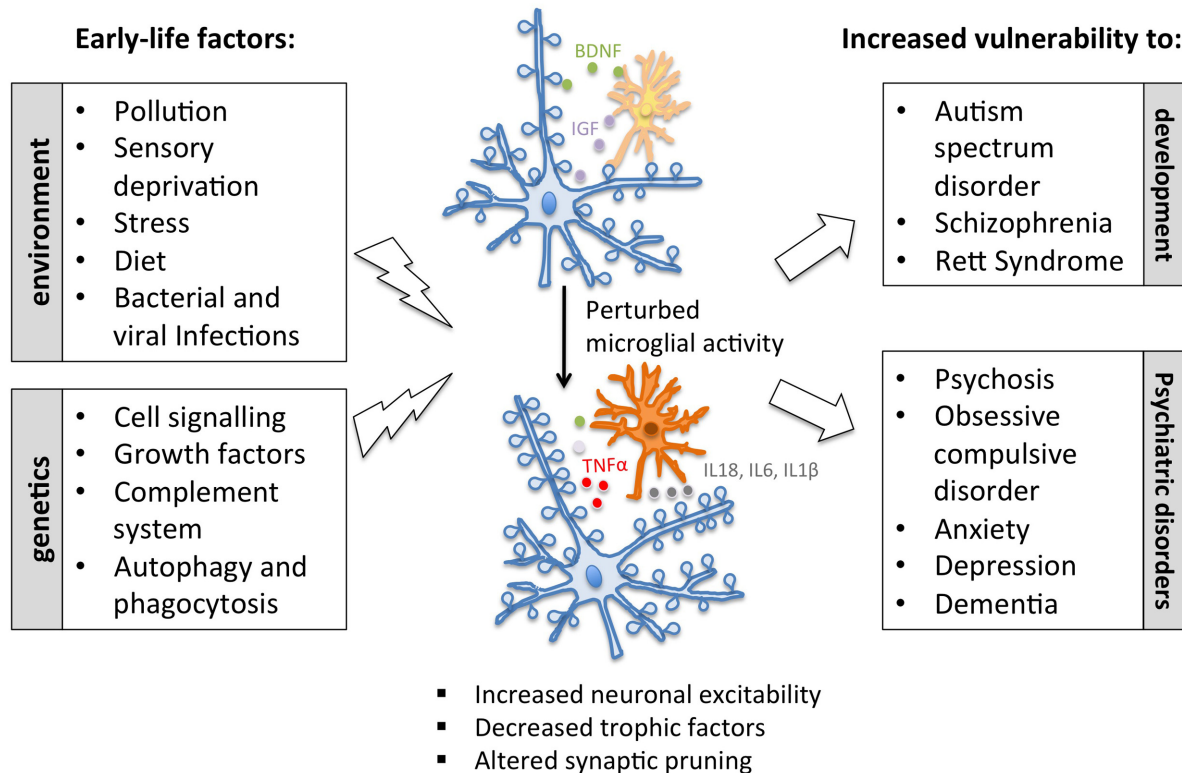 Early-life factors:
environment
• Pollution
• Sensory
deprivation
• Stress
• Diet
• Bacterial and
viral Infections
genetics
• Cell signalling
• Growth factors
• Complement
system
• Autophagy and
phagocytosis
BDNF
IGF
Perturbed
microglial activity
TNFα
IL18, IL6, IL1β
▪ Increased neuronal excitability
▪ Decreased trophic factors
▪ Altered synaptic pruning
Increased vulnerability to:
• Autism
spectrum
disorder
• Schizophrenia
• Rett Syndrome
development
• Psychosis
• Obsessive
compulsive
disorder
• Anxiety
• Depression
• Dementia
Psychiatric disorders